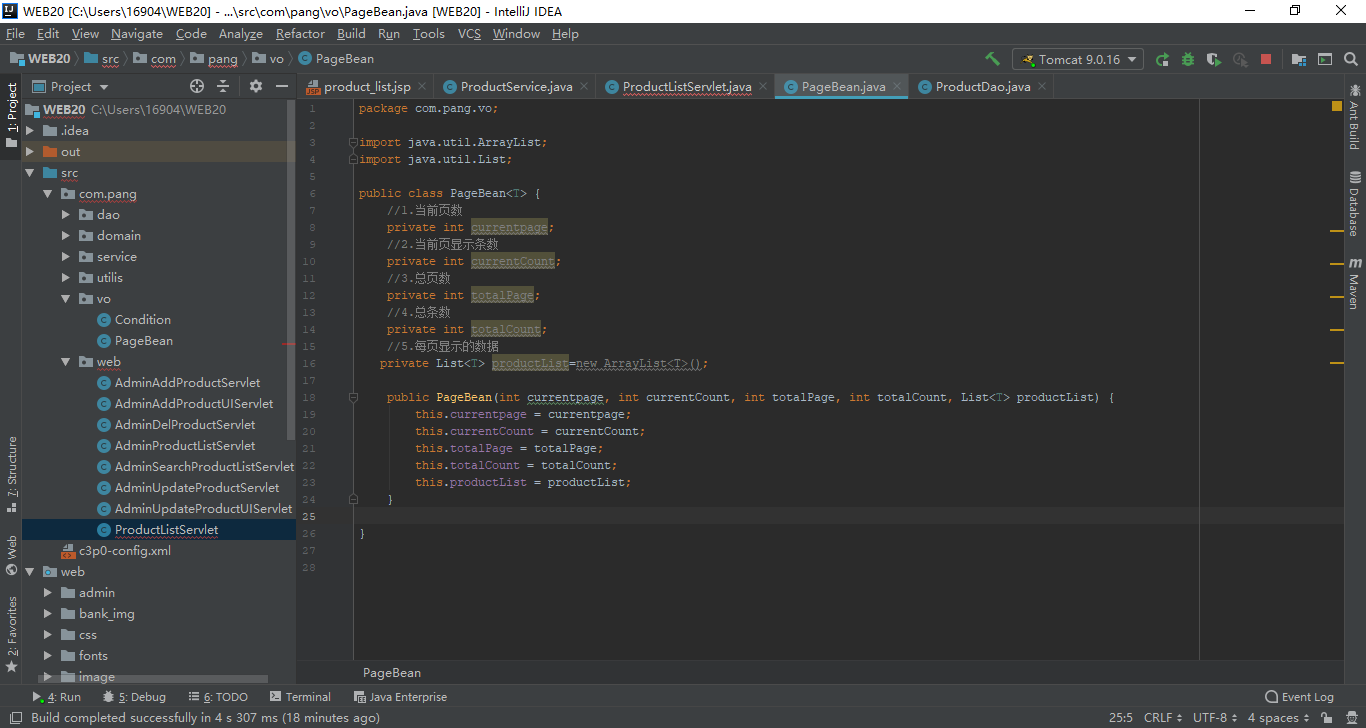 WEB20 [C:\Users\16904\WEB20] - ...\src\com\pang\vo\PageBean.java [WEB20] - IntelliJ IDEA
File Edit View Navigate Code Analyze Refactor Build Run Tools VCS Window Help
WEB20 src com pang vo PageBean Tomcat 9.0.16
Project
product_list.jsp ProductService.java ProductListServlet.java PageBean.java ProductDao.java
1: Project
7: Structure
Web
2: Favorites
WEB20 C:\Users\16904\WEB20
.idea
out
src
com.pang
dao
domain
service
utilis
vo
Condition
PageBean
web
AdminAddProductServlet
AdminAddProductUIServlet
AdminDelProductServlet
AdminProductListServlet
AdminSearchProductListServlet
AdminUpdateProductServlet
AdminUpdateProductUIServlet
ProductListServlet
c3p0-config.xml
web
admin
bank_img
css
fonts
image
1 package com.pang.vo;
2
3 import java.util.ArrayList;
4 import java.util.List;
5
6 public class PageBean<T> {
7 //1.当前页数
8 private int currentpage;
9 //2.当前页显示条数
10 private int currentCount;
11 //3.总页数
12 private int totalPage;
13 //4.总条数
14 private int totalCount;
15 //5.每页显示的数据
16 private List<T> productList=new ArrayList<T>();
17
18 public PageBean(int currentpage, int currentCount, int totalPage, int totalCount, List<T> productList) {
19 this.currentpage = currentpage;
20 this.currentCount = currentCount;
21 this.totalPage = totalPage;
22 this.totalCount = totalCount;
23 this.productList = productList;
24 }
25
26 }
27
28
PageBean
Ant Build
Database
Maven
4: Run 5: Debug 6: TODO Terminal Java Enterprise Event Log
Build completed successfully in 4 s 307 ms (18 minutes ago) 25:5 CRLF UTF-8 4 spaces